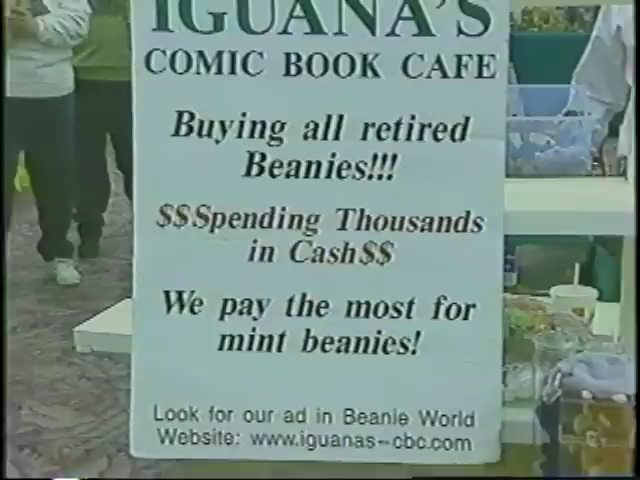 IGUANA'S
COMIC BOOK CAFE
Buying all retired
Beanies!!!
$$Spending Thousands
in Cash$$
We pay the most for
mint beanies!
Look for our ad in Beanie World
Website: www.iguanas-cbc.com